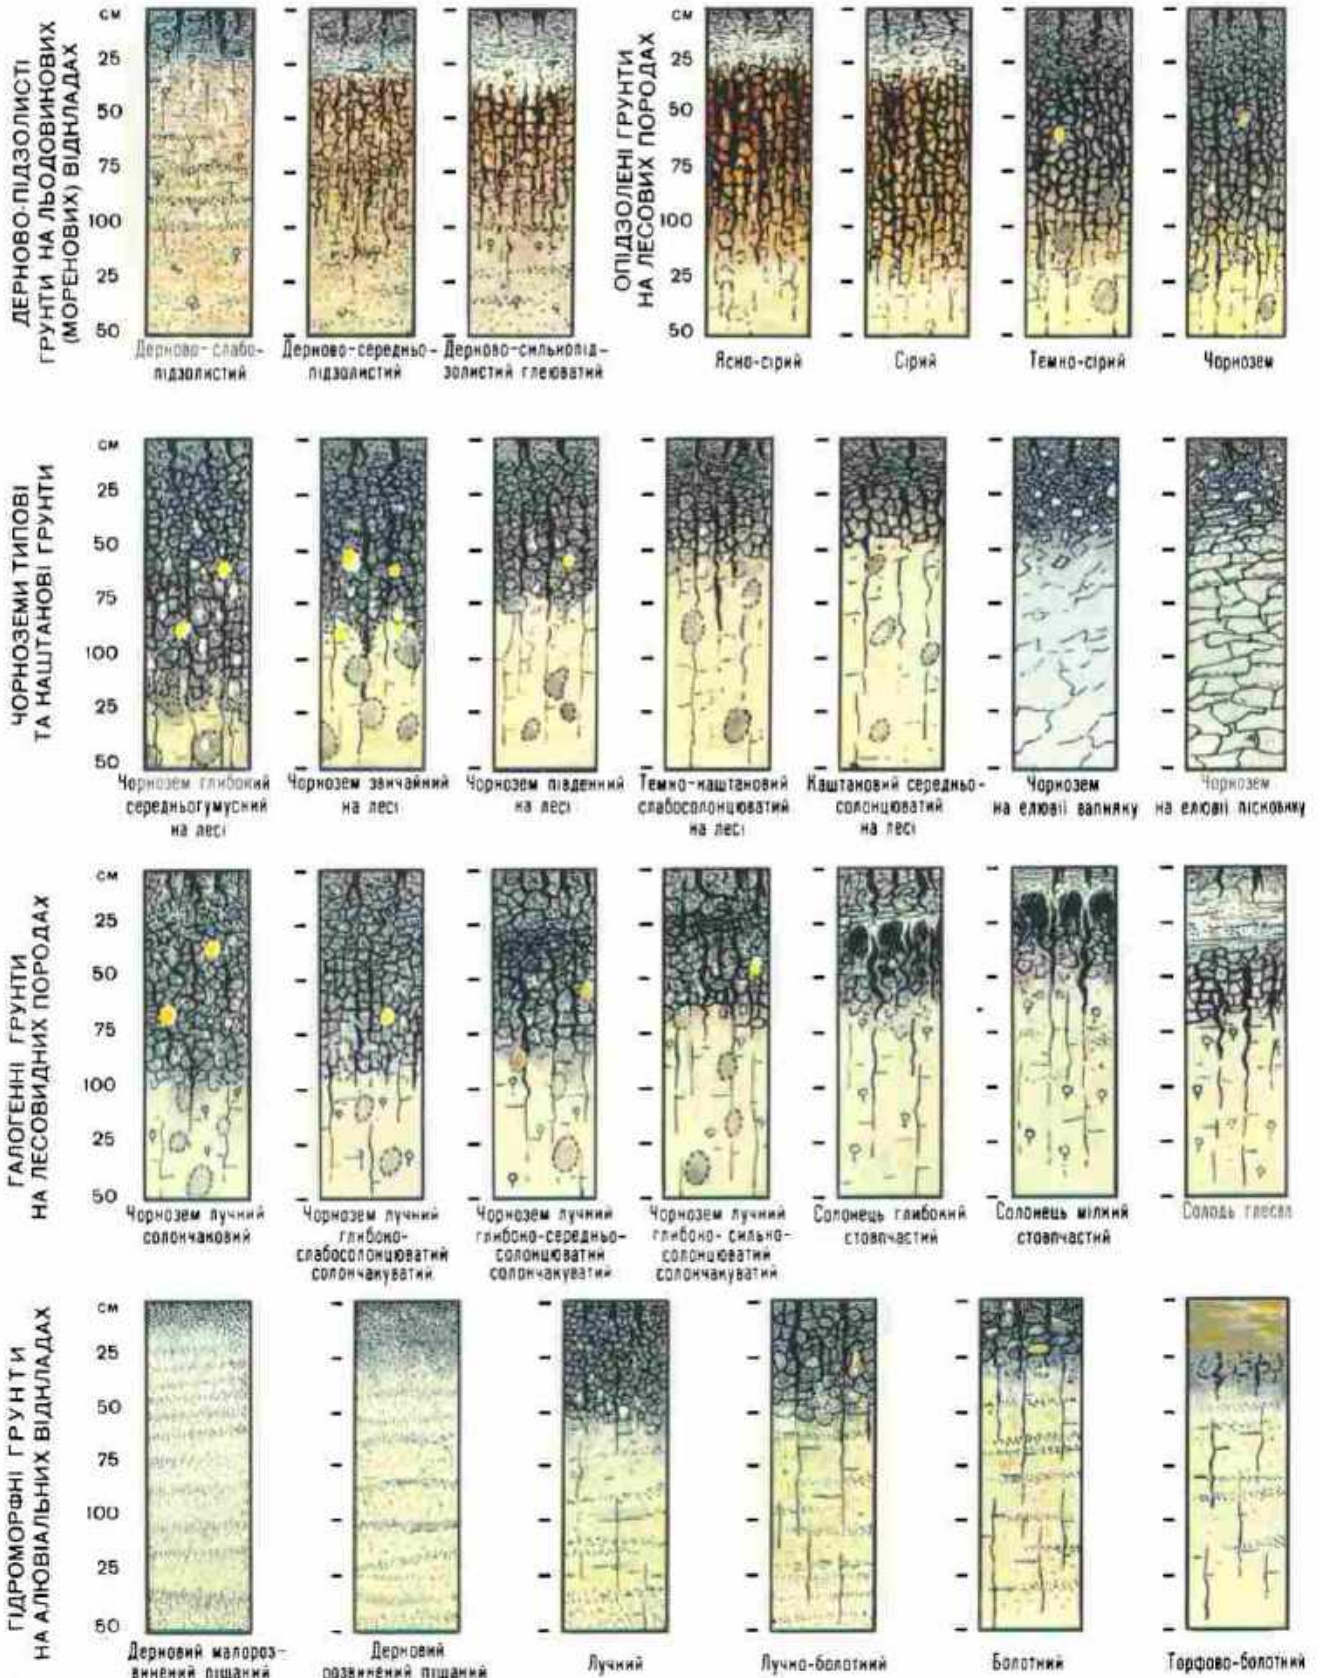 ДЕРНОВО-ПІДЗОЛИСТІ
ГРУНТИ НА ЛЬОДОВИНОВИХ
(МОРЕНОВИХ) ВІДНЛАДАХ
см
25
50
75
100
25
50
Дерново-слабо-
підзолистий
Дерново-середньо-
підзолистий
Дерново-сильнопід-
золистий глеюватий
ОПІДЗОЛЕНІ ГРУНТИ
НА ЛЕСОВИХ ПОРОДАХ
см
25
50
75
100
25
50
Ясно-сірий
Сірий
Темно-сірий
Чорнозем
ЧОРНОЗЕМИ ТИПОВІ
ТА НАШТАНОВІ ГРУНТИ
см
25
50
75
100
25
50
Чорнозем глибокий
середньогумусний
на лесі
Чорнозем звичайний
на лесі
Чорнозем південний
на лесі
Темно-каштановий
слабосолонцюватий
на лесі
Каштановий середньо-
солонцюватий
на лесі
Чорнозем
на елювії вапняку
Чорнозем
на елювії пісковику
ГАЛОГЕННІ ГРУНТИ
НА ЛЕСОВИДНИХ ПОРОДАХ
см
25
50
75
100
25
50
Чорнозем лучний
солончаковий
Чорнозем лучний
глибоко-
слабосолонцюватий
солончакуватий
Чорнозем лучний
глибоко-середньо-
солонцюватий
солончакуватий
Чорнозем лучний
глибоко-сильно-
солонцюватий
солончакуватий
Солонець глибокий
стовпчастий
Солонець мілкий
стовпчастий
Солодь
ГІДРОМОРФНІ ГРУНТИ
НА АЛЮВІАЛЬНИХ ВІДНЛАДАХ
см
25
50
75
100
25
50
Дерновий малороз-
винений піщаний
Дерновий
розвинений піщаний
Лучний
Лучно-болотний
Болотний
Торфово-болотний